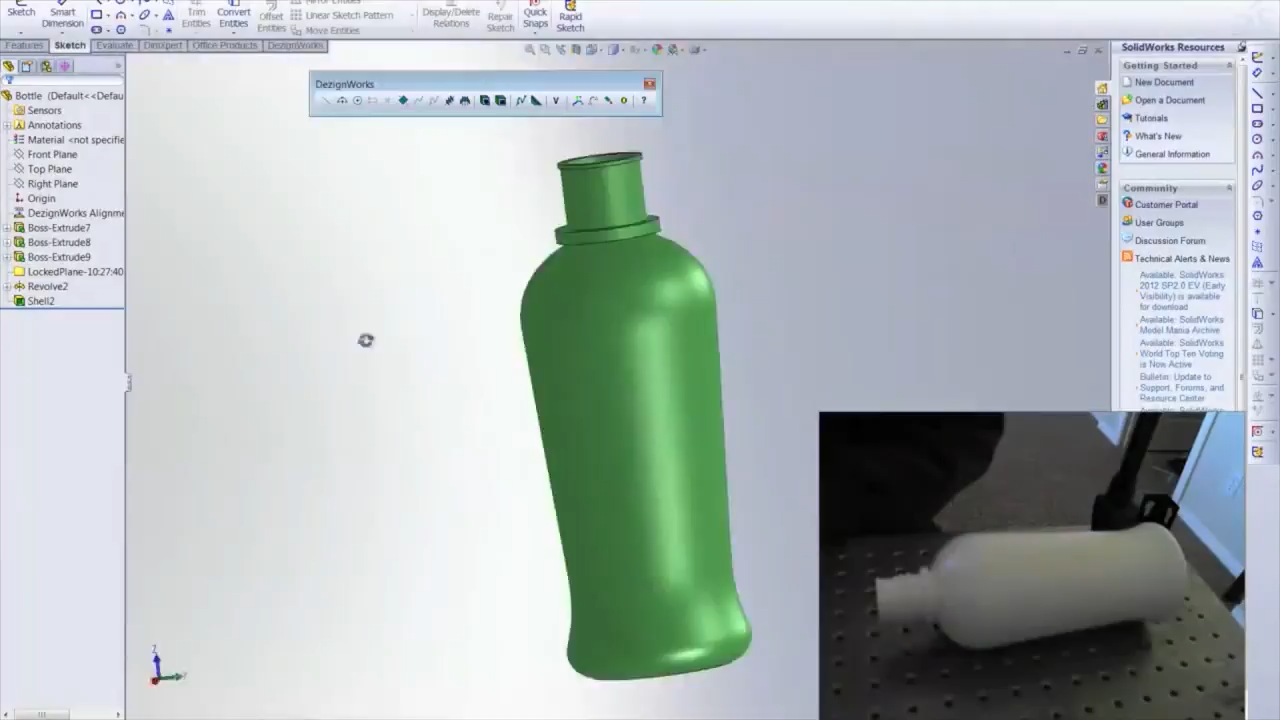 Mirror Entities
Sketch
Smart Dimension
Trim Entities
Convert Entities
Offset Entities
Linear Sketch Pattern
Move Entities
Display/Delete Relations
Repair Sketch
Quick Snaps
Rapid Sketch
Features
Sketch
Evaluate
DimXpert
Office Products
DezignWorks
SolidWorks Resources
DezignWorks
V
?
Bottle (Default<<Defau
Sensors
Annotations
Material <not specifie
Front Plane
Top Plane
Right Plane
Origin
DezignWorks Alignme
Boss-Extrude7
Boss-Extrude8
Boss-Extrude9
LockedPlane-10:27:40
Revolve2
Shell2
Getting Started
New Document
Open a Document
Tutorials
What's New
General Information
Community
Customer Portal
User Groups
Discussion Forum
Technical Alerts & News
Available: SolidWorks
2012 SP2.0 EV (Early
Visibility) is available
for download
Available: SolidWorks
Model Mania Archive
Available: SolidWorks
World Top Ten Voting
is Now Active
Bulletin: Update to
Support, Forums, and
Resource Center
Z